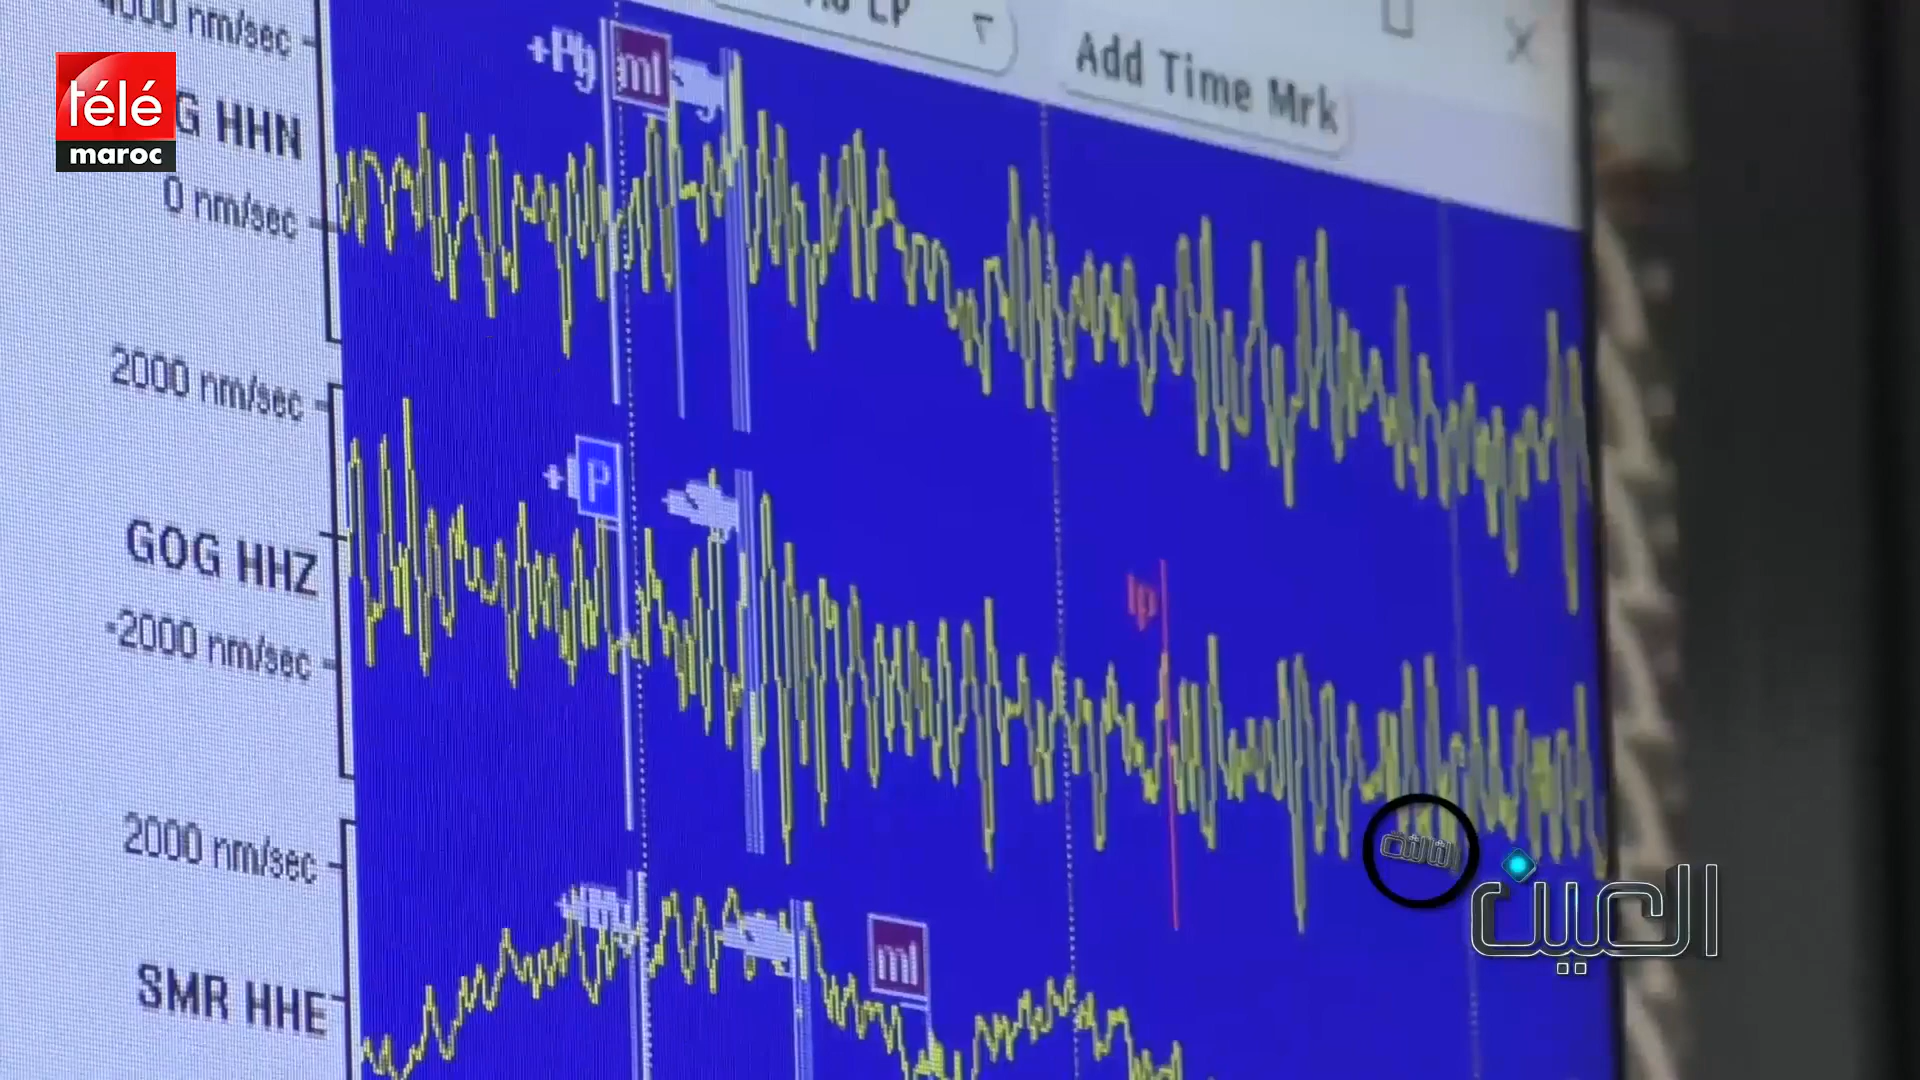 4000 nm/sec
télé
maroc
G HHN
0 nm/sec
ml
Add Time Mrk
2000 nm/sec
P
GOG HHZ
-2000 nm/sec
Ip
2000 nm/sec
الثالثة
العين
ml
SMR HHE